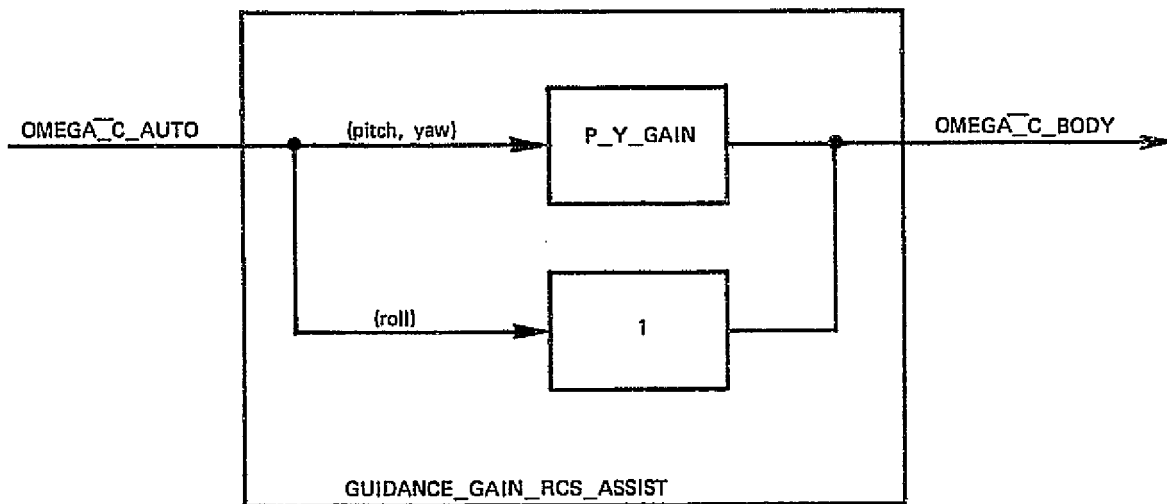 OMEGA_C_AUTO
(pitch, yaw)
P_Y_GAIN
OMEGA_C_BODY
(roll)
1
GUIDANCE_GAIN_RCS_ASSIST